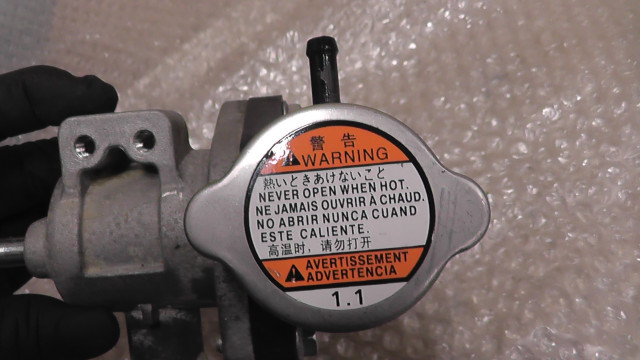 警告
WARNING
熱いときあけないこと
NEVER OPEN WHEN HOT.
NE JAMAIS OUVRIR À CHAUD.
NO ABRIR NUNCA CUAND
ESTE CALIENTE.
高温时，请勿打开
AVERTISSEMENT
ADVERTENCIA
1.1